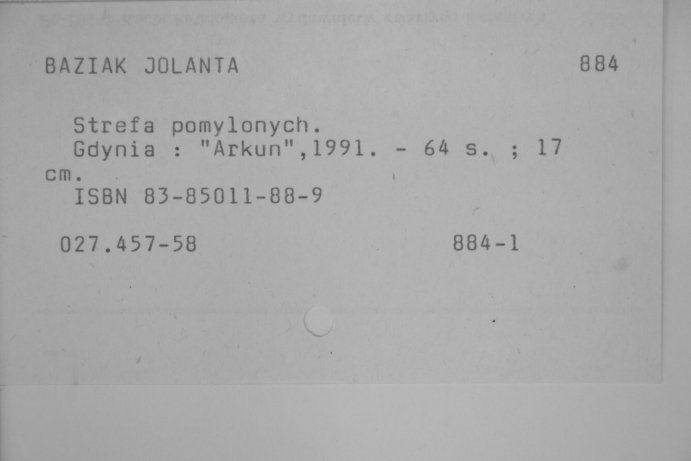 BAZIAK JOLANTA 884
Strefa pomylonych.
Gdynia : "Arkun",1991. - 64 s. ; 17
cm.
ISBN 83-85011-88-9
027.457-58 884-1